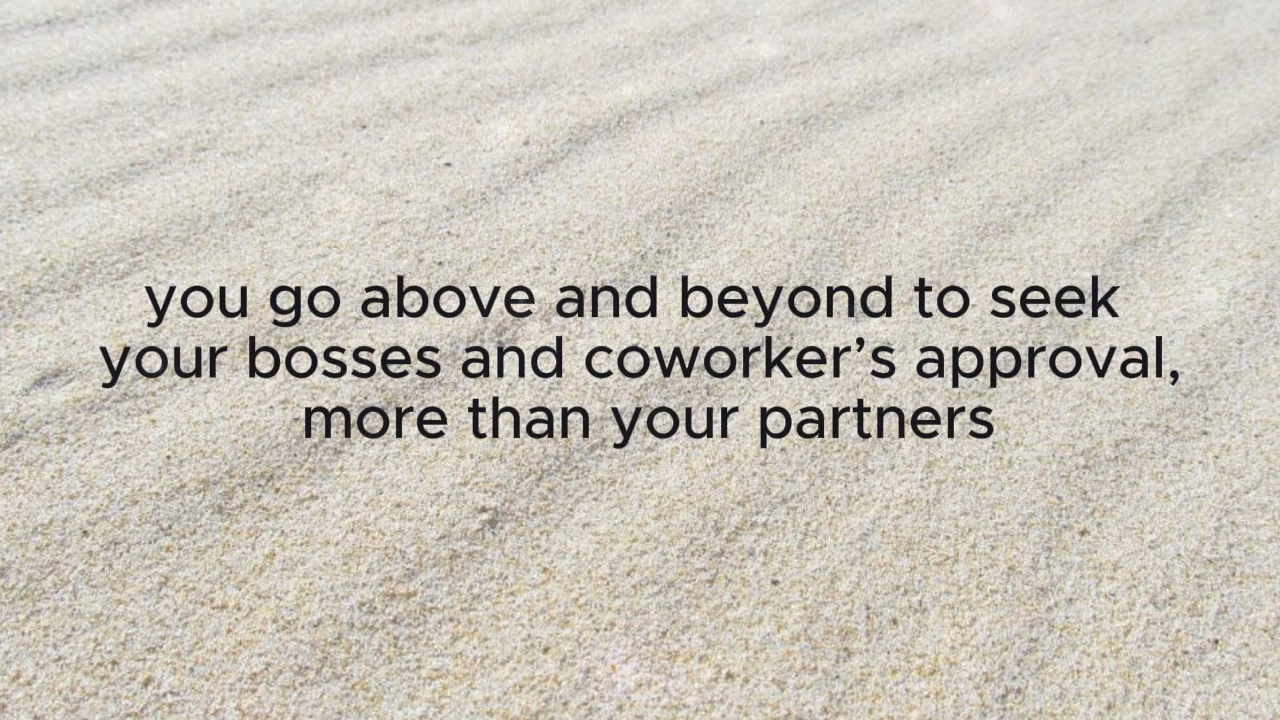 you go above and beyond to seek
your bosses and coworker’s approval,
more than your partners